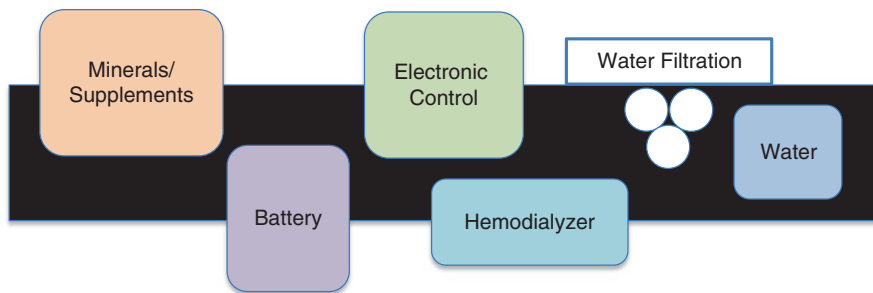 Minerals/
Supplements
Electronic
Control
Water Filtration
Water
Battery
Hemodialyzer